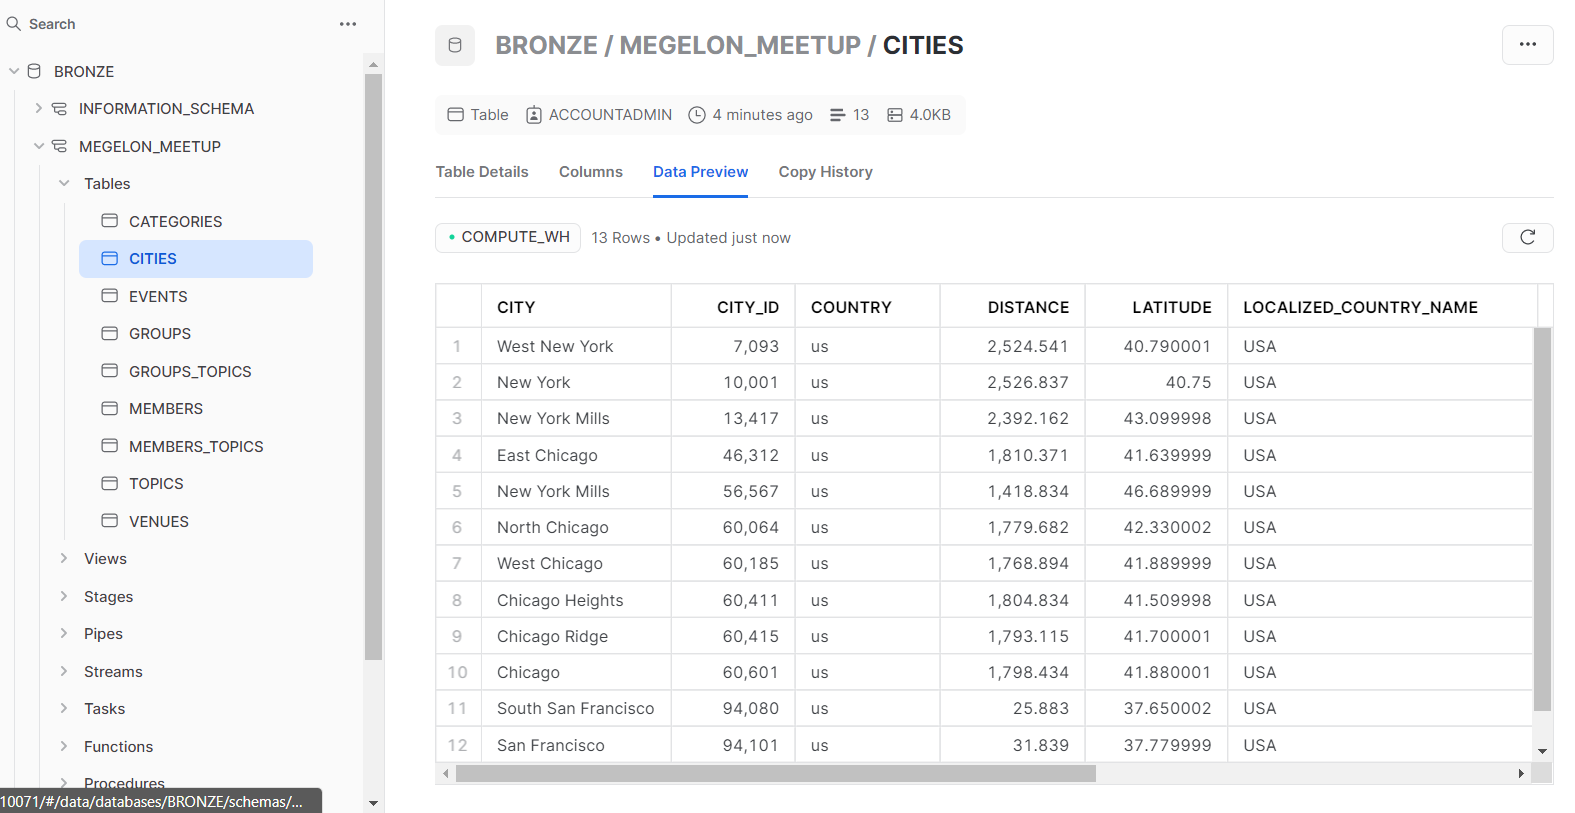 Search
BRONZE
INFORMATION_SCHEMA
MEGELON_MEETUP
Tables
CATEGORIES
CITIES
EVENTS
GROUPS
GROUPS_TOPICS
MEMBERS
MEMBERS_TOPICS
TOPICS
VENUES
Views
Stages
Pipes
Streams
Tasks
Functions
Procedures
10071/#/data/databases/BRONZE/schemas/...
BRONZE / MEGELON_MEETUP / CITIES
Table ACCOUNTADMIN 4 minutes ago 13 4.0KB
Table Details Columns Data Preview Copy History
COMPUTE_WH 13 Rows • Updated just now
CITY CITY_ID COUNTRY DISTANCE LATITUDE LOCALIZED_COUNTRY_NAME
1 West New York 7,093 us 2,524.541 40.790001 USA
2 New York 10,001 us 2,526.837 40.75 USA
3 New York Mills 13,417 us 2,392.162 43.099998 USA
4 East Chicago 46,312 us 1,810.371 41.639999 USA
5 New York Mills 56,567 us 1,418.834 46.689999 USA
6 North Chicago 60,064 us 1,779.682 42.330002 USA
7 West Chicago 60,185 us 1,768.894 41.889999 USA
8 Chicago Heights 60,411 us 1,804.834 41.509998 USA
9 Chicago Ridge 60,415 us 1,793.115 41.700001 USA
10 Chicago 60,601 us 1,798.434 41.880001 USA
11 South San Francisco 94,080 us 25.883 37.650002 USA
12 San Francisco 94,101 us 31.839 37.779999 USA